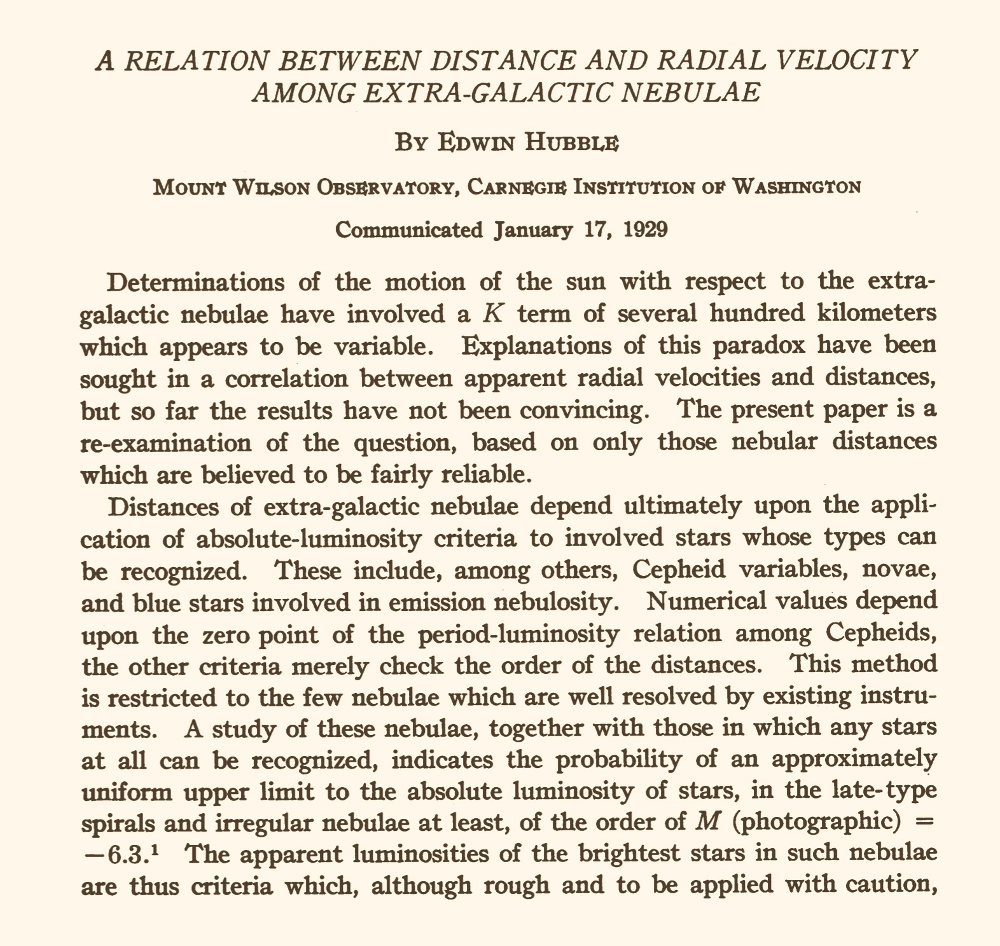 A RELATION BETWEEN DISTANCE AND RADIAL VELOCITY
AMONG EXTRA-GALACTIC NEBULAE
By Edwin Hubble
Mount Wilson Observatory, Carnegie Institution of Washington
Communicated January 17, 1929
Determinations of the motion of the sun with respect to the extra-
galactic nebulae have involved a K term of several hundred kilometers
which appears to be variable. Explanations of this paradox have been
sought in a correlation between apparent radial velocities and distances,
but so far the results have not been convincing. The present paper is a
re-examination of the question, based on only those nebular distances
which are believed to be fairly reliable.
Distances of extra-galactic nebulae depend ultimately upon the appli-
cation of absolute-luminosity criteria to involved stars whose types can
be recognized. These include, among others, Cepheid variables, novae,
and blue stars involved in emission nebulosity. Numerical values depend
upon the zero point of the period-luminosity relation among Cepheids,
the other criteria merely check the order of the distances. This method
is restricted to the few nebulae which are well resolved by existing instru-
ments. A study of these nebulae, together with those in which any stars
at all can be recognized, indicates the probability of an approximately
uniform upper limit to the absolute luminosity of stars, in the late-type
spirals and irregular nebulae at least, of the order of M (photographic) =
−6.3.¹ The apparent luminosities of the brightest stars in such nebulae
are thus criteria which, although rough and to be applied with caution,